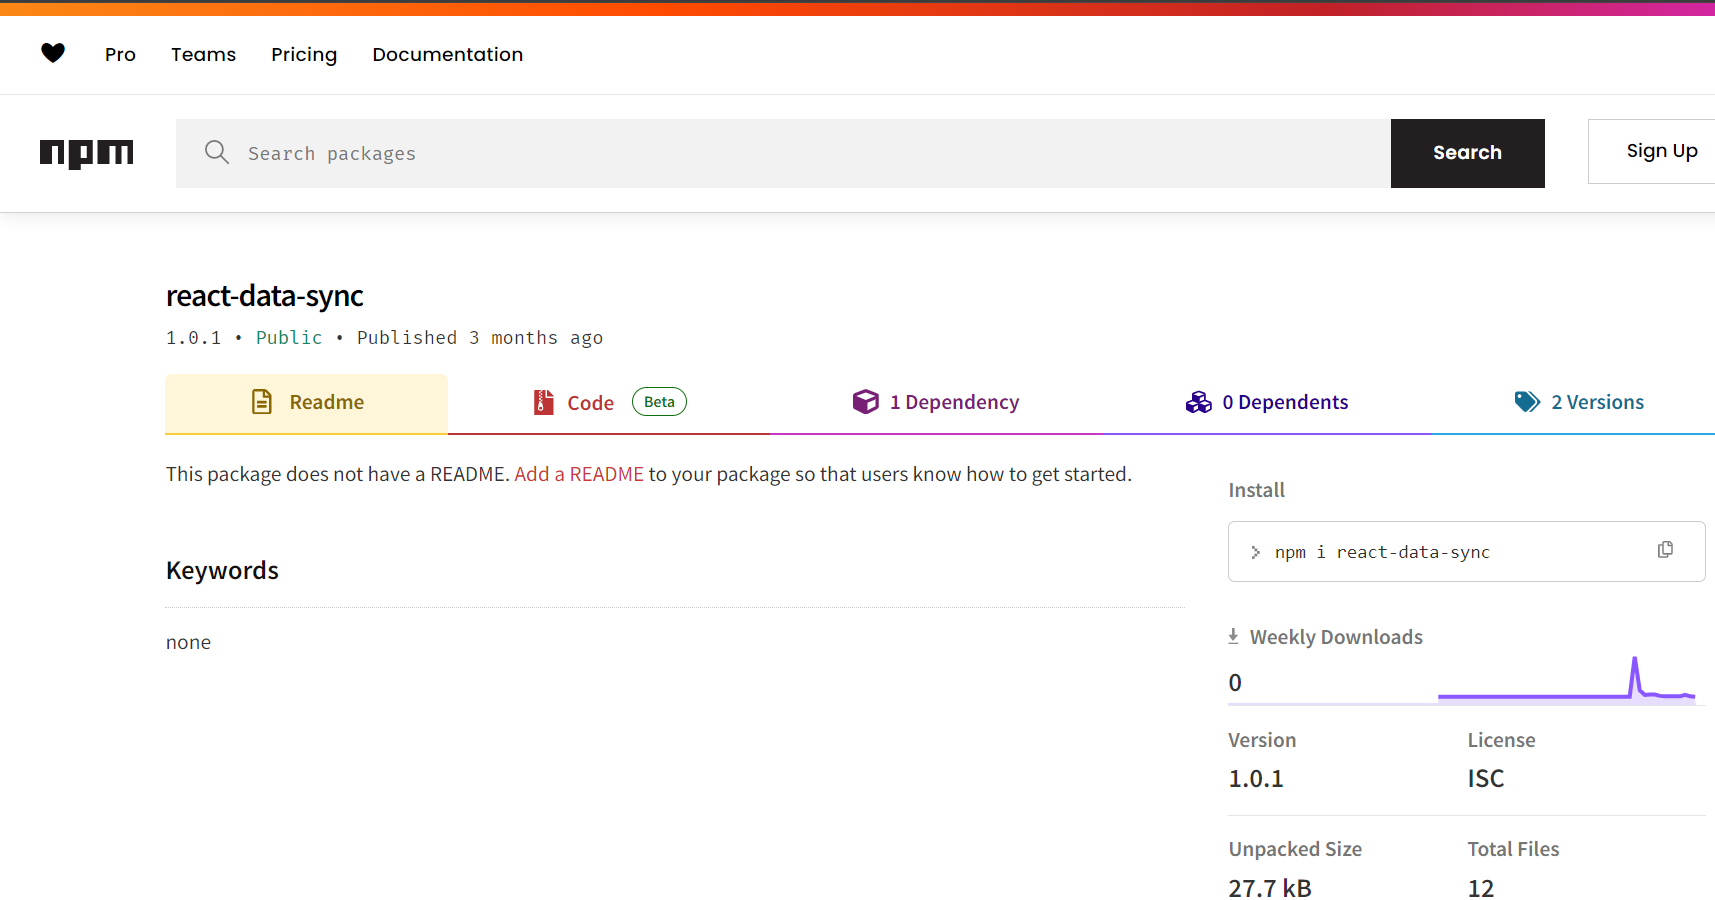 Pro Teams Pricing Documentation
npm Search packages Search Sign Up
react-data-sync
1.0.1 • Public • Published 3 months ago
Readme Code Beta 1 Dependency 0 Dependents 2 Versions
This package does not have a README. Add a README to your package so that users know how to get started.
Keywords
none
Install
npm i react-data-sync
Weekly Downloads
0
Version License
1.0.1 ISC
Unpacked Size Total Files
27.7 kB 12